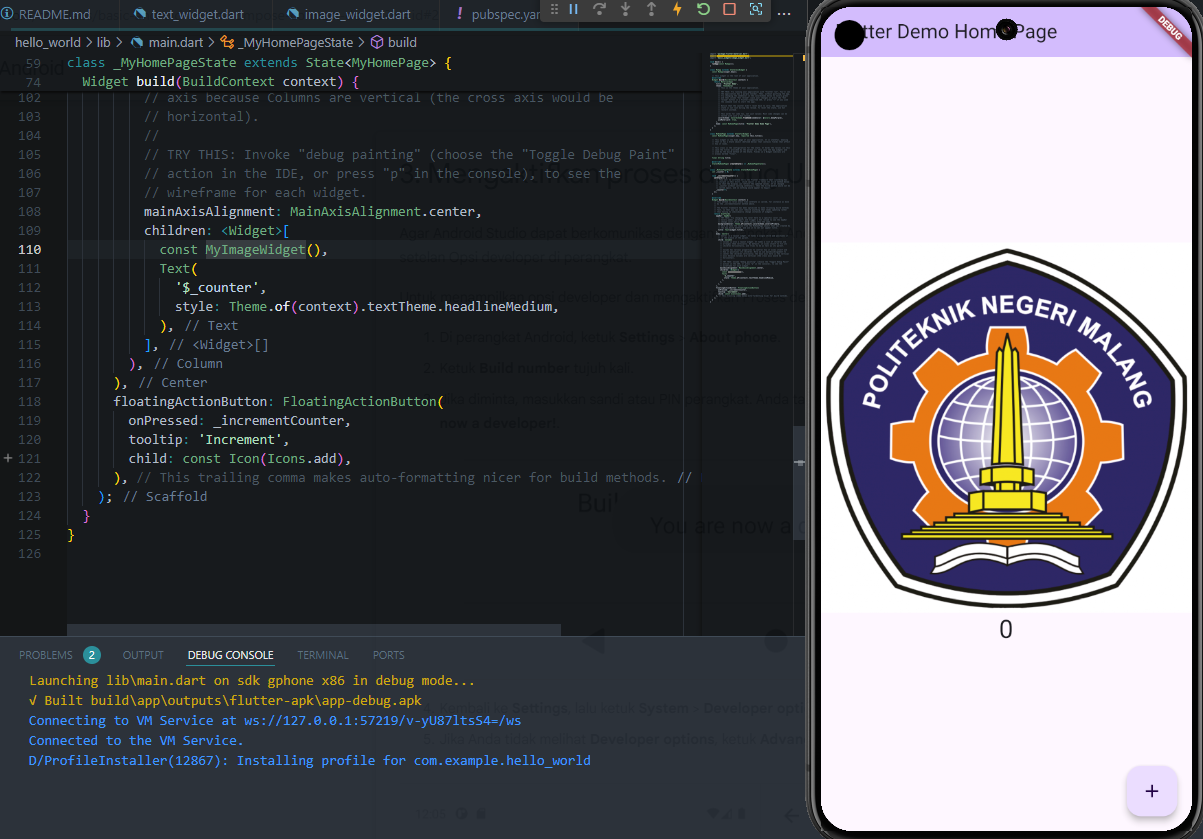 README.md
text_widget.dart
image_widget.dart
! pubspec.yar
hello_world > lib > main.dart > _MyHomePageState > build
59 class _MyHomePageState extends State<MyHomePage> {
74 Widget build(BuildContext context) {
102 // axis because Columns are vertical (the cross axis would be
103 // horizontal).
104 //
105 // TRY THIS: Invoke "debug painting" (choose the "Toggle Debug Paint"
106 // action in the IDE, or press "p" in the console), to see the
107 // wireframe for each widget.
108 mainAxisAlignment: MainAxisAlignment.center,
109 children: <Widget>[
110 const MyImageWidget(),
111 Text(
112 '$_counter',
113 style: Theme.of(context).textTheme.headlineMedium,
114 ), // Text
115 ], // <Widget>[]
116 ), // Column
117 ), // Center
118 floatingActionButton: FloatingActionButton(
119 onPressed: _incrementCounter,
120 tooltip: 'Increment',
121 child: const Icon(Icons.add),
122 ), // This trailing comma makes auto-formatting nicer for build methods. //
123 ); // Scaffold
124 }
125 }
126
PROBLEMS 2 OUTPUT DEBUG CONSOLE TERMINAL PORTS
Launching lib\main.dart on sdk gphone x86 in debug mode...
√ Built build\app\outputs\flutter-apk\app-debug.apk
Connecting to VM Service at ws://127.0.0.1:57219/v-yU87ltsS4=/ws
Connected to the VM Service.
D/ProfileInstaller(12867): Installing profile for com.example.hello_world
tter Demo Hom Page
DEBUG
POLITEKNIK NEGERI MALANG
0
+